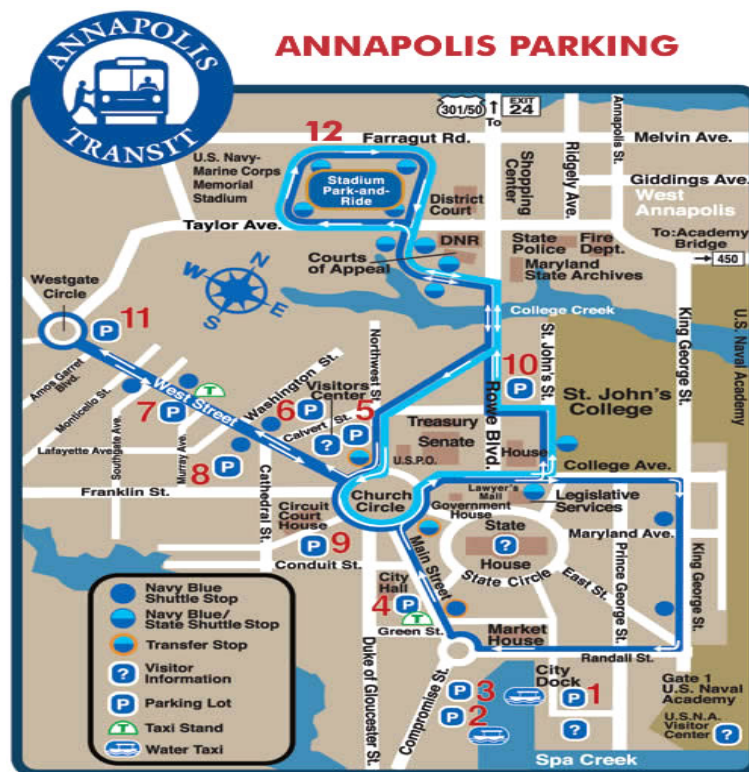 ANNAPOLIS
TRANSIT
ANNAPOLIS PARKING
301/50
To
EXIT
24
12
Farragut Rd.
Melvin Ave.
Annapolis St.
Ridgely Ave.
Shopping
Center
U.S. Navy-
Marine Corps
Memorial
Stadium
Stadium
Park-and-
Ride
District
Court
Giddings Ave.
West
Annapolis
Taylor Ave.
DNR
Courts
of Appeal
State
Police
Fire
Dept.
Maryland
State Archives
To:Academy
Bridge
450
Westgate
Circle
N
W
E
S
College Creek
P
11
Amos Garret
Blvd.
Monticello St.
7
P
T
West Street
Southgate Ave.
Murray Ave.
Lafayette Ave.
Washington St.
Northwest St.
Visitors
Center
6
P
Calvert St.
5
?
P
8
P
10
P
St. John's St.
Rowe Blvd.
King George St.
U.S. Naval Academy
St. John's
College
Treasury
Senate
House
U.S.P.O.
College Ave.
Franklin St.
Cathedral St.
Church
Circle
Lawyer's
Mall
Government
House
Legislative
Services
Circuit
Court
House
9
P
Conduit St.
State
?
House
State Circle
Maryland Ave.
Prince George St.
East St.
King George St.
Main Street
City
Hall
4
P
T
Green St.
Market
House
Randall St.
Duke of Gloucester St.
Compromise St.
P
3
P
2
City
Dock
P
1
?
Gate 1
U.S. Naval
Academy
U.S.N.A.
Visitor
Center
?
Spa Creek
Navy Blue
Shuttle Stop
Navy Blue/
State Shuttle Stop
Transfer Stop
?
Visitor
Information
P
Parking Lot
T
Taxi Stand
Water Taxi